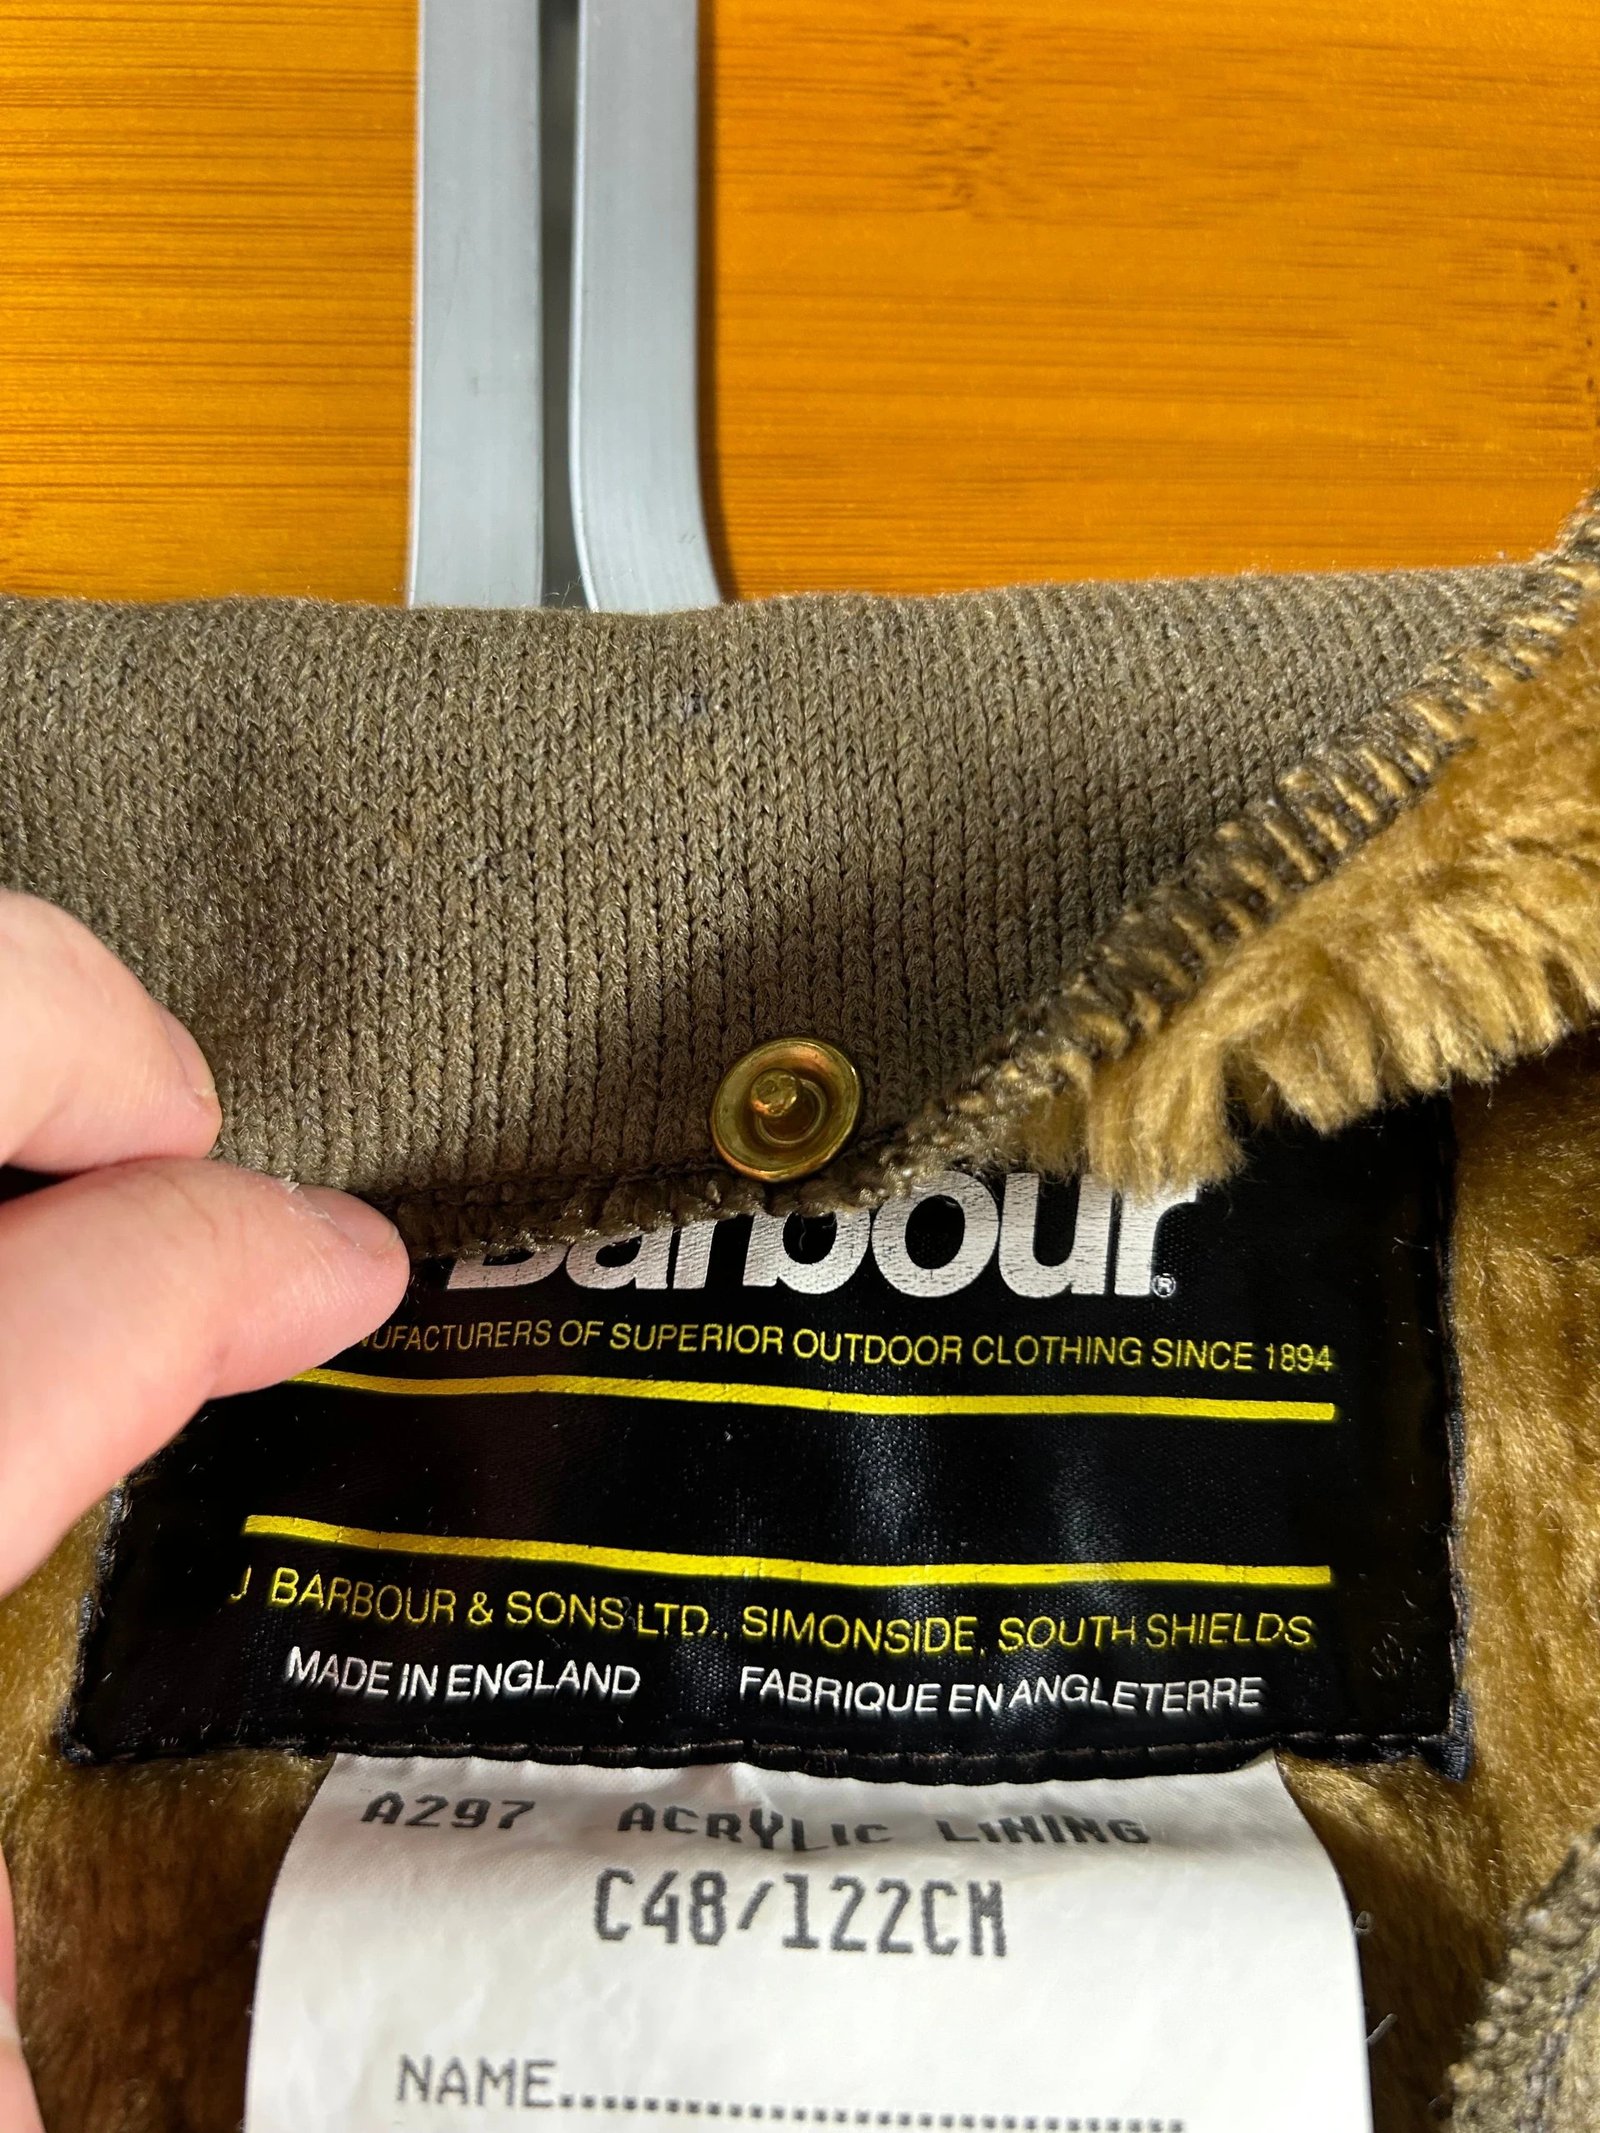 Barbour®
MANUFACTURERS OF SUPERIOR OUTDOOR CLOTHING SINCE 1894
J BARBOUR & SONS LTD., SIMONSIDE, SOUTH SHIELDS
MADE IN ENGLAND FABRIQUE EN ANGLETERRE
A297 ACRYLIC LINING
C48/122CM
NAME..............................